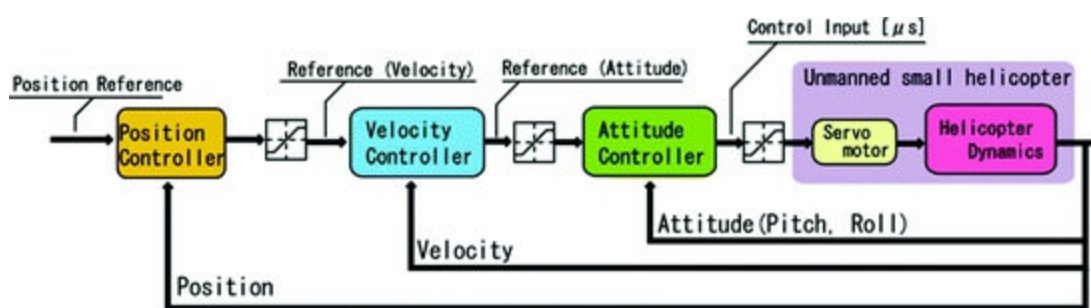 Control Input [μs]
Position Reference
Reference (Velocity)
Reference (Attitude)
Unmanned small helicopter
Position
Controller
Velocity
Controller
Attitude
Controller
Servo
motor
Helicopter
Dynamics
Attitude(Pitch, Roll)
Velocity
Position